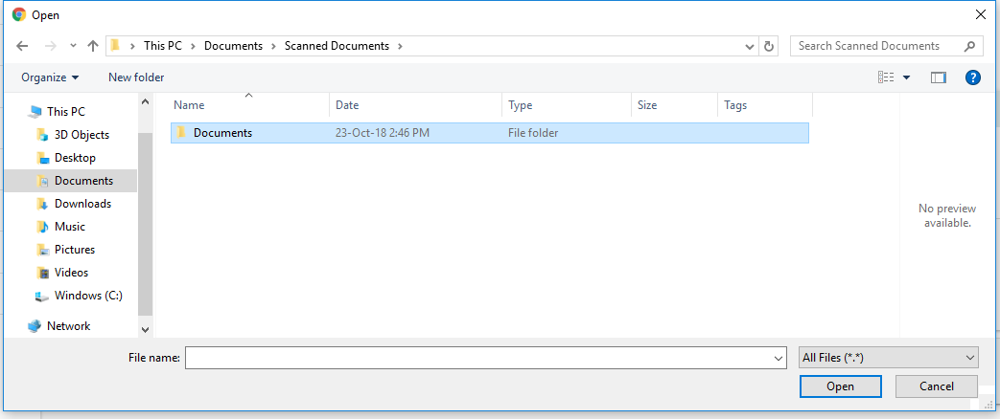 Open
This PC Documents Scanned Documents
Search Scanned Documents
Organize New folder
Name Date Type Size Tags
Documents 23-Oct-18 2:46 PM File folder
This PC
3D Objects
Desktop
Documents
Downloads
Music
Pictures
Videos
Windows (C:)
Network
No preview
available.
File name:
All Files (*.*)
Open Cancel